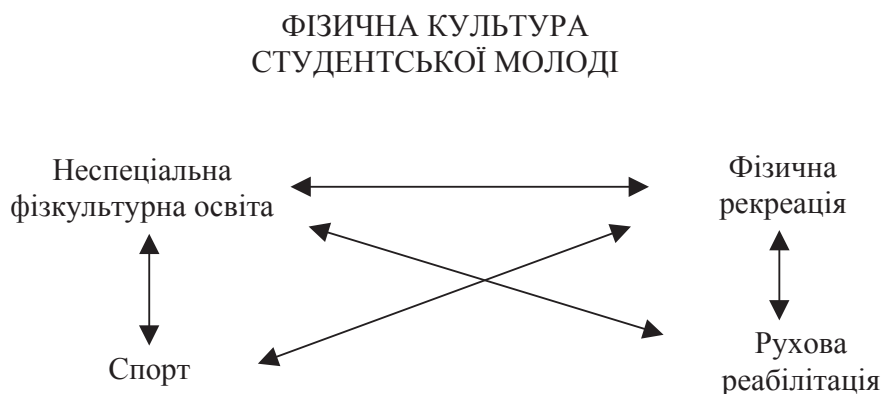 ФІЗИЧНА КУЛЬТУРА
СТУДЕНТСЬКОЇ МОЛОДІ
Неспеціальна
фізкультурна освіта
Фізична
рекреація
Спорт
Рухова
реабілітація